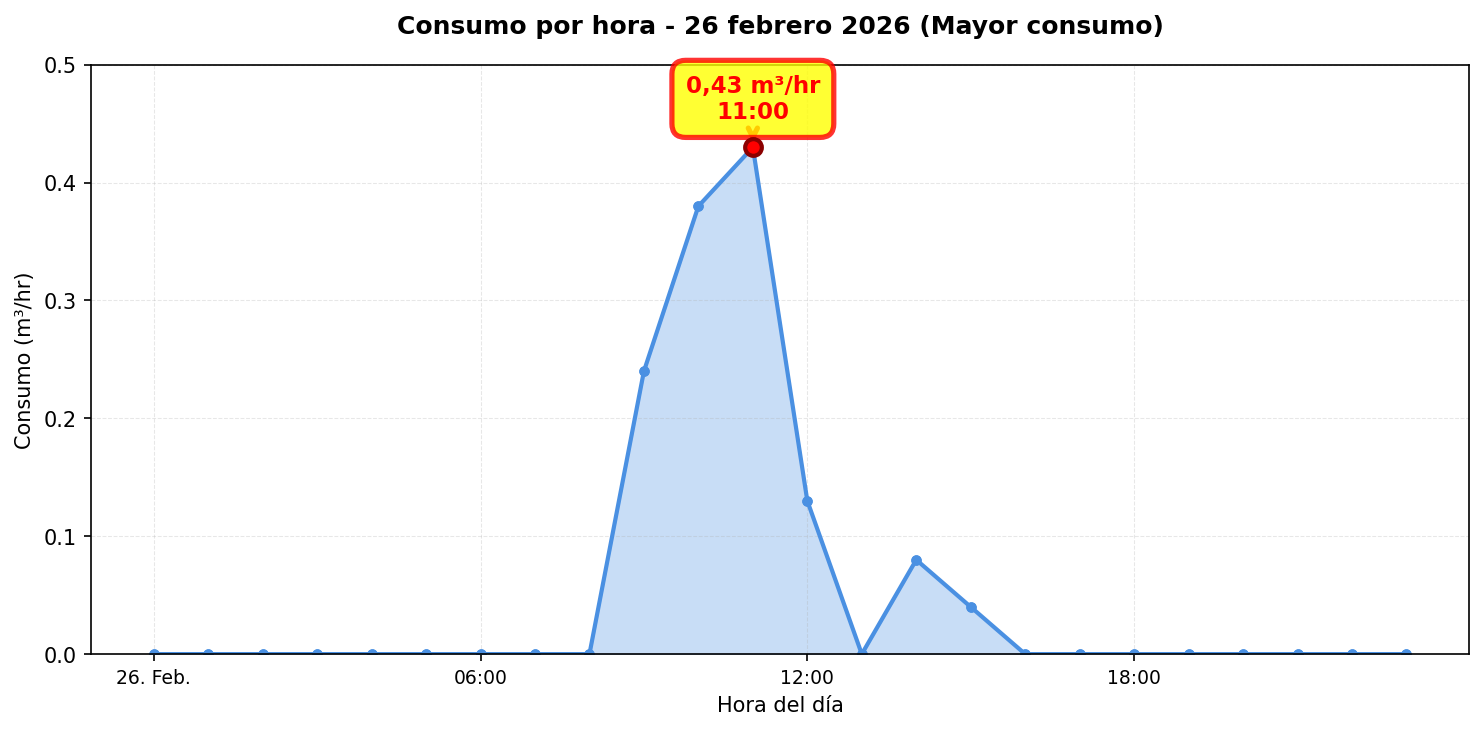 Consumo por hora - 26 febrero 2026 (Mayor consumo)
0,43 m³/hr
11:00
Consumo (m³/hr)
0.5
0.4
0.3
0.2
0.1
0.0
26. Feb.
06:00
12:00
18:00
Hora del día